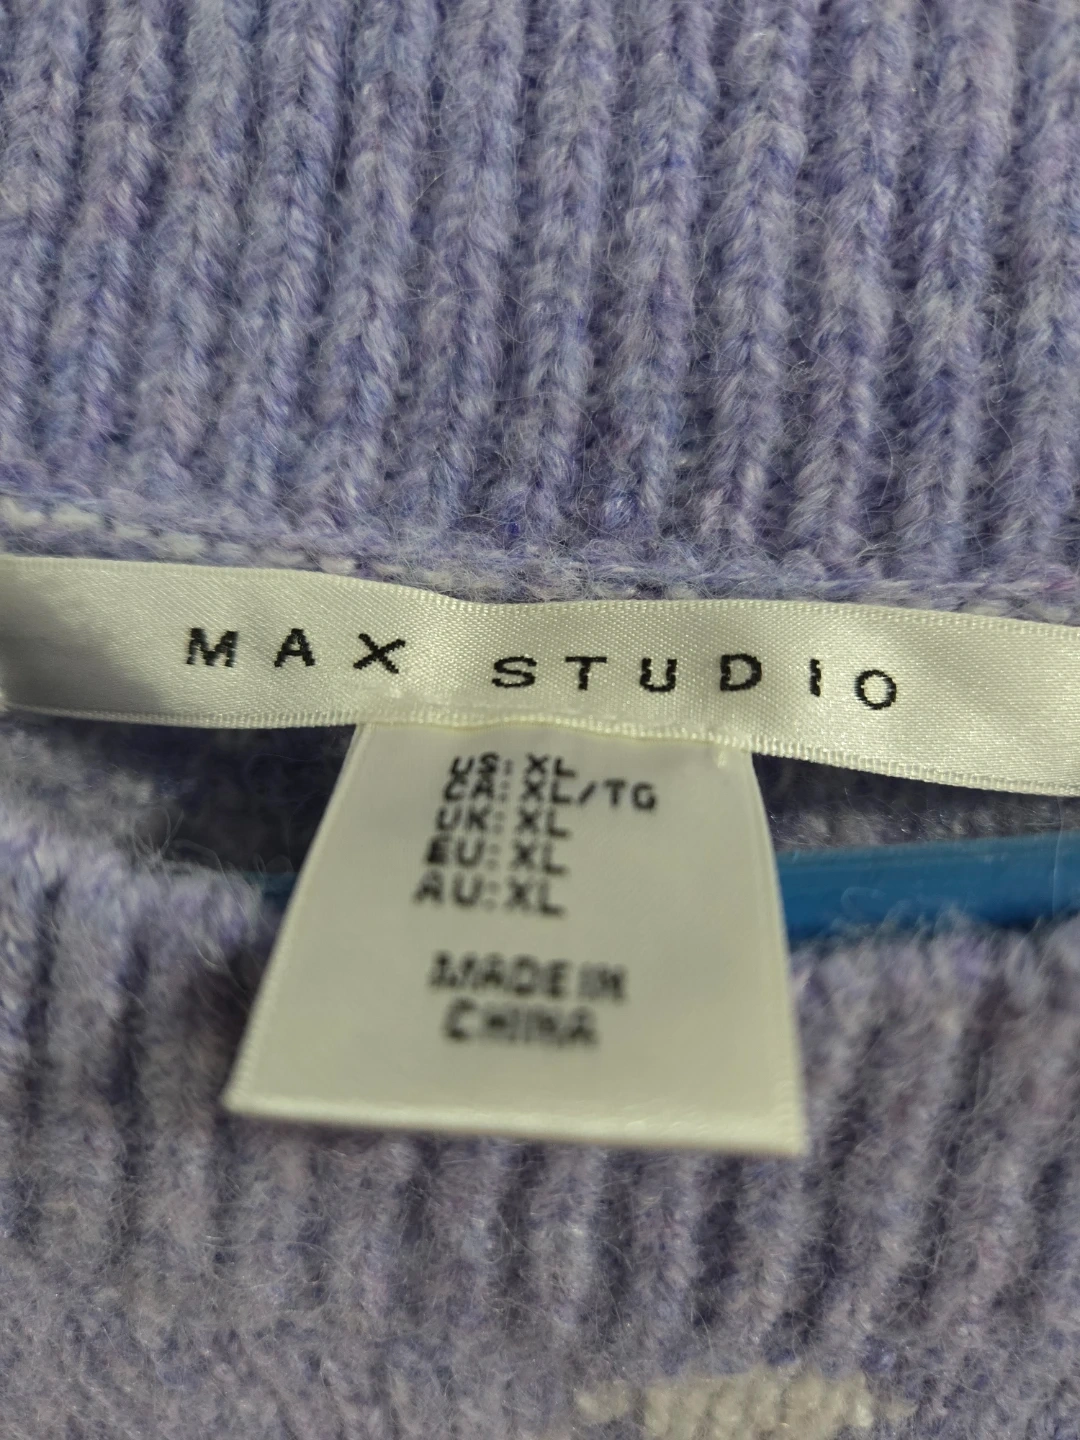 MAX STUDIO
US: XL
CA: XL/TG
UK: XL
EU: XL
AU: XL
MADE IN
CHINA